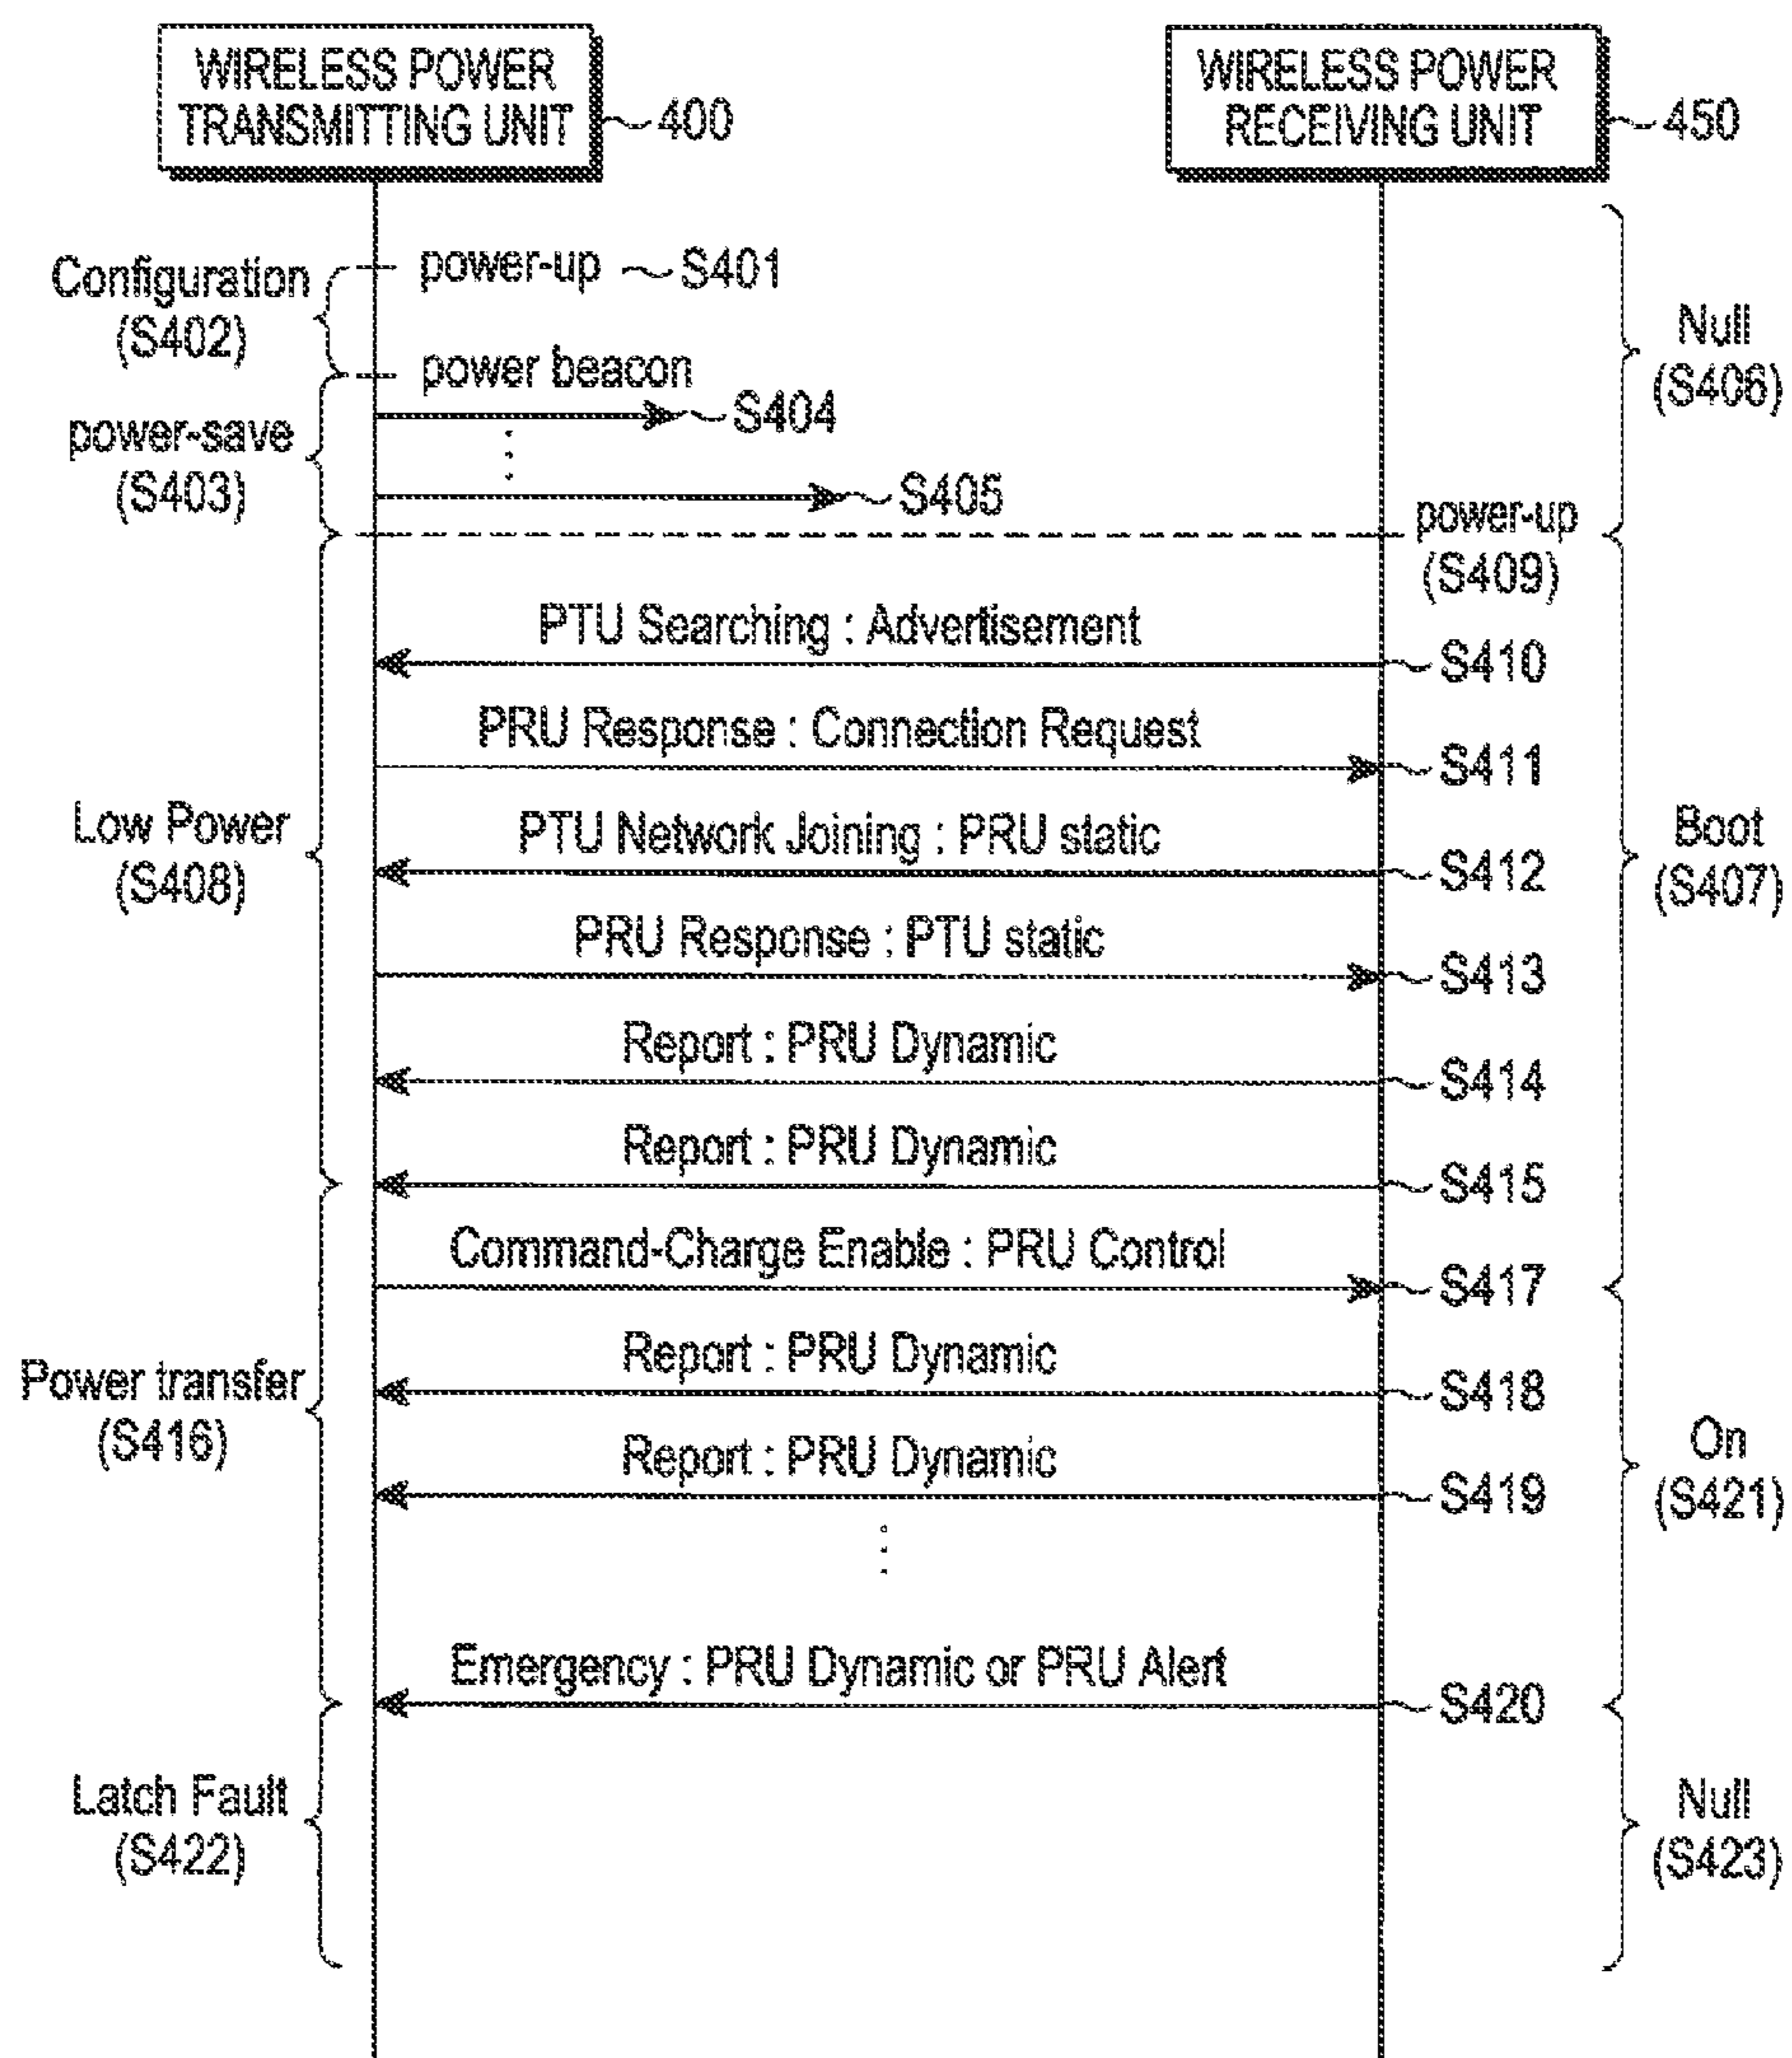 WIRELESS POWER
TRANSMITTING UNIT
400
WIRELESS POWER
RECEIVING UNIT
450
Configuration
(S402)
power-up
S401
Null
(S406)
power beacon
S404
power-save
(S403)
S405
power-up
(S409)
PTU Searching : Advertisement
S410
PRU Response : Connection Request
S411
Low Power
(S408)
PTU Network Joining : PRU static
S412
Boot
(S407)
PRU Response : PTU static
S413
Report : PRU Dynamic
S414
Report : PRU Dynamic
S415
Command-Charge Enable : PRU Control
S417
Power transfer
(S416)
Report : PRU Dynamic
S418
Report : PRU Dynamic
S419
On
(S421)
Emergency : PRU Dynamic or PRU Alert
S420
Latch Fault
(S422)
Null
(S423)